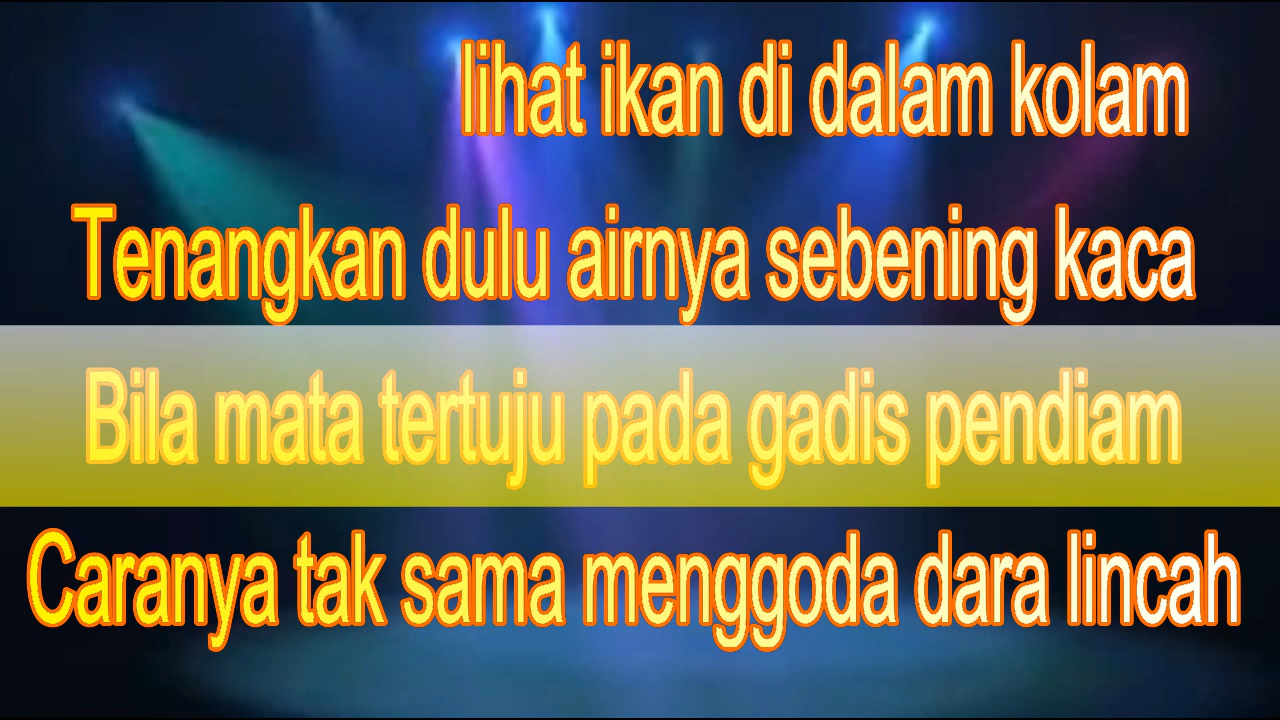 lihat ikan di dalam kolam
Tenangkan dulu airnya sebening kaca
Bila mata tertuju pada gadis pendiam
Caranya tak sama menggoda dara lincah